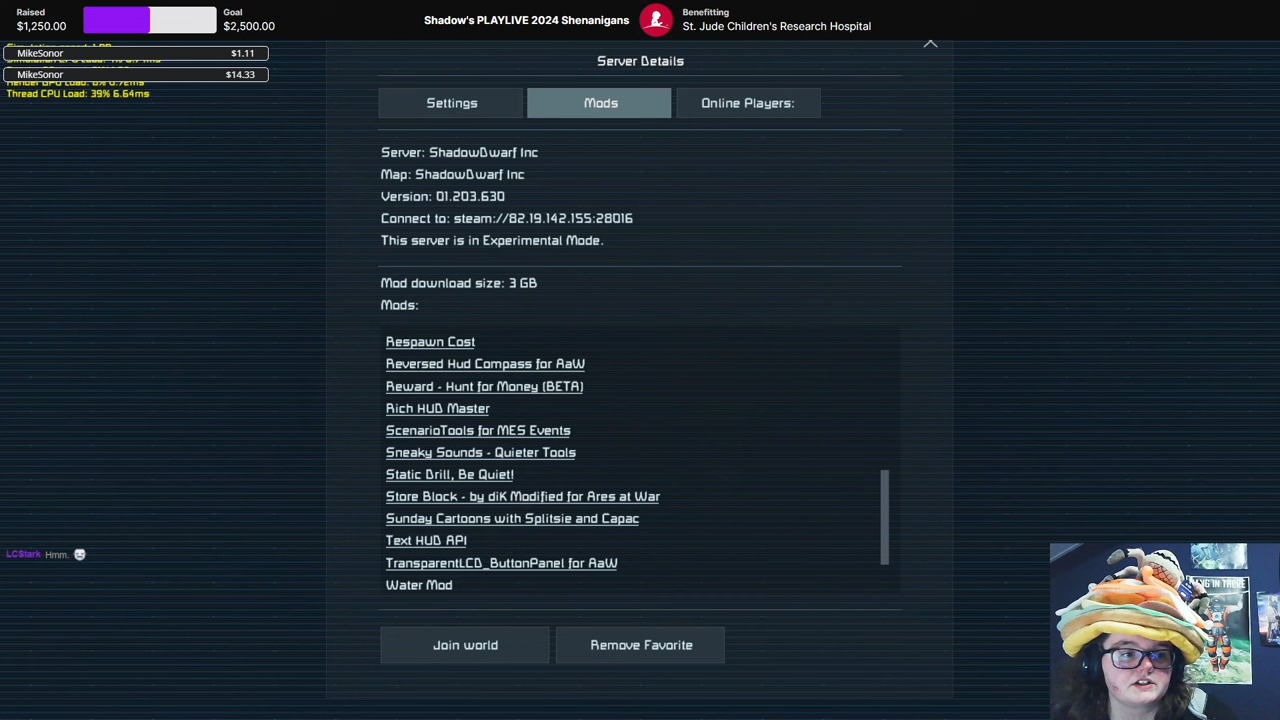 Raised
$1,250.00
Goal
$2,500.00
Shadow's PLAYLIVE 2024 Shenanigans
Benefitting
St. Jude Children's Research Hospital
MikeSonor $1.11
MikeSonor $14.33
Thread CPU Load: 39% 6.64ms
Server Details
Settings
Mods
Online Players:
Server: ShadowDwarf Inc
Map: ShadowDwarf Inc
Version: 01.203.630
Connect to: steam://82.19.142.155:28016
This server is in Experimental Mode.
Mod download size: 3 GB
Mods:
Respawn Cost
Reversed Hud Compass for AaW
Reward - Hunt for Money (BETA)
Rich HUD Master
ScenarioTools for MES Events
Sneaky Sounds - Quieter Tools
Static Drill, Be Quiet!
Store Block - by diK Modified for Ares at War
Sunday Cartoons with Splitsie and Capac
Text HUD API
TransparentLCD_ButtonPanel for AaW
Water Mod
LCStark Hmm.
Join world
Remove Favorite
IN THERE